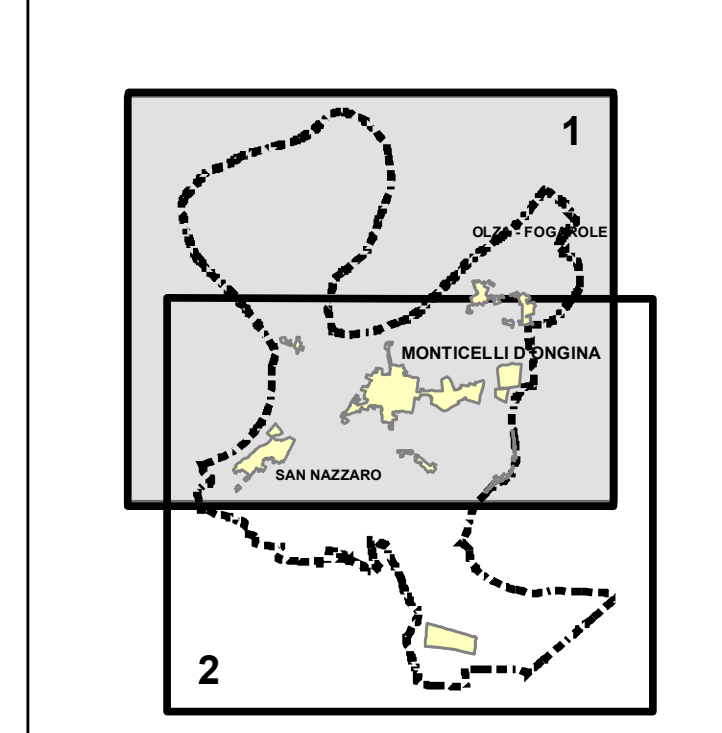 1
OLZA - FOGAROLE
MONTICELLI D'ONGINA
SAN NAZZARO
2